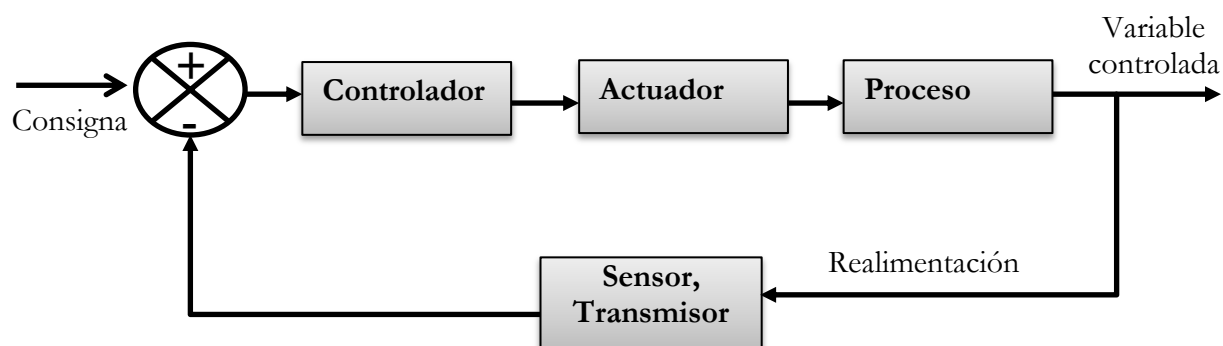 Variable
controlada
+
Controlador
Actuador
Proceso
Consigna
-
Realimentación
Sensor,
Transmisor